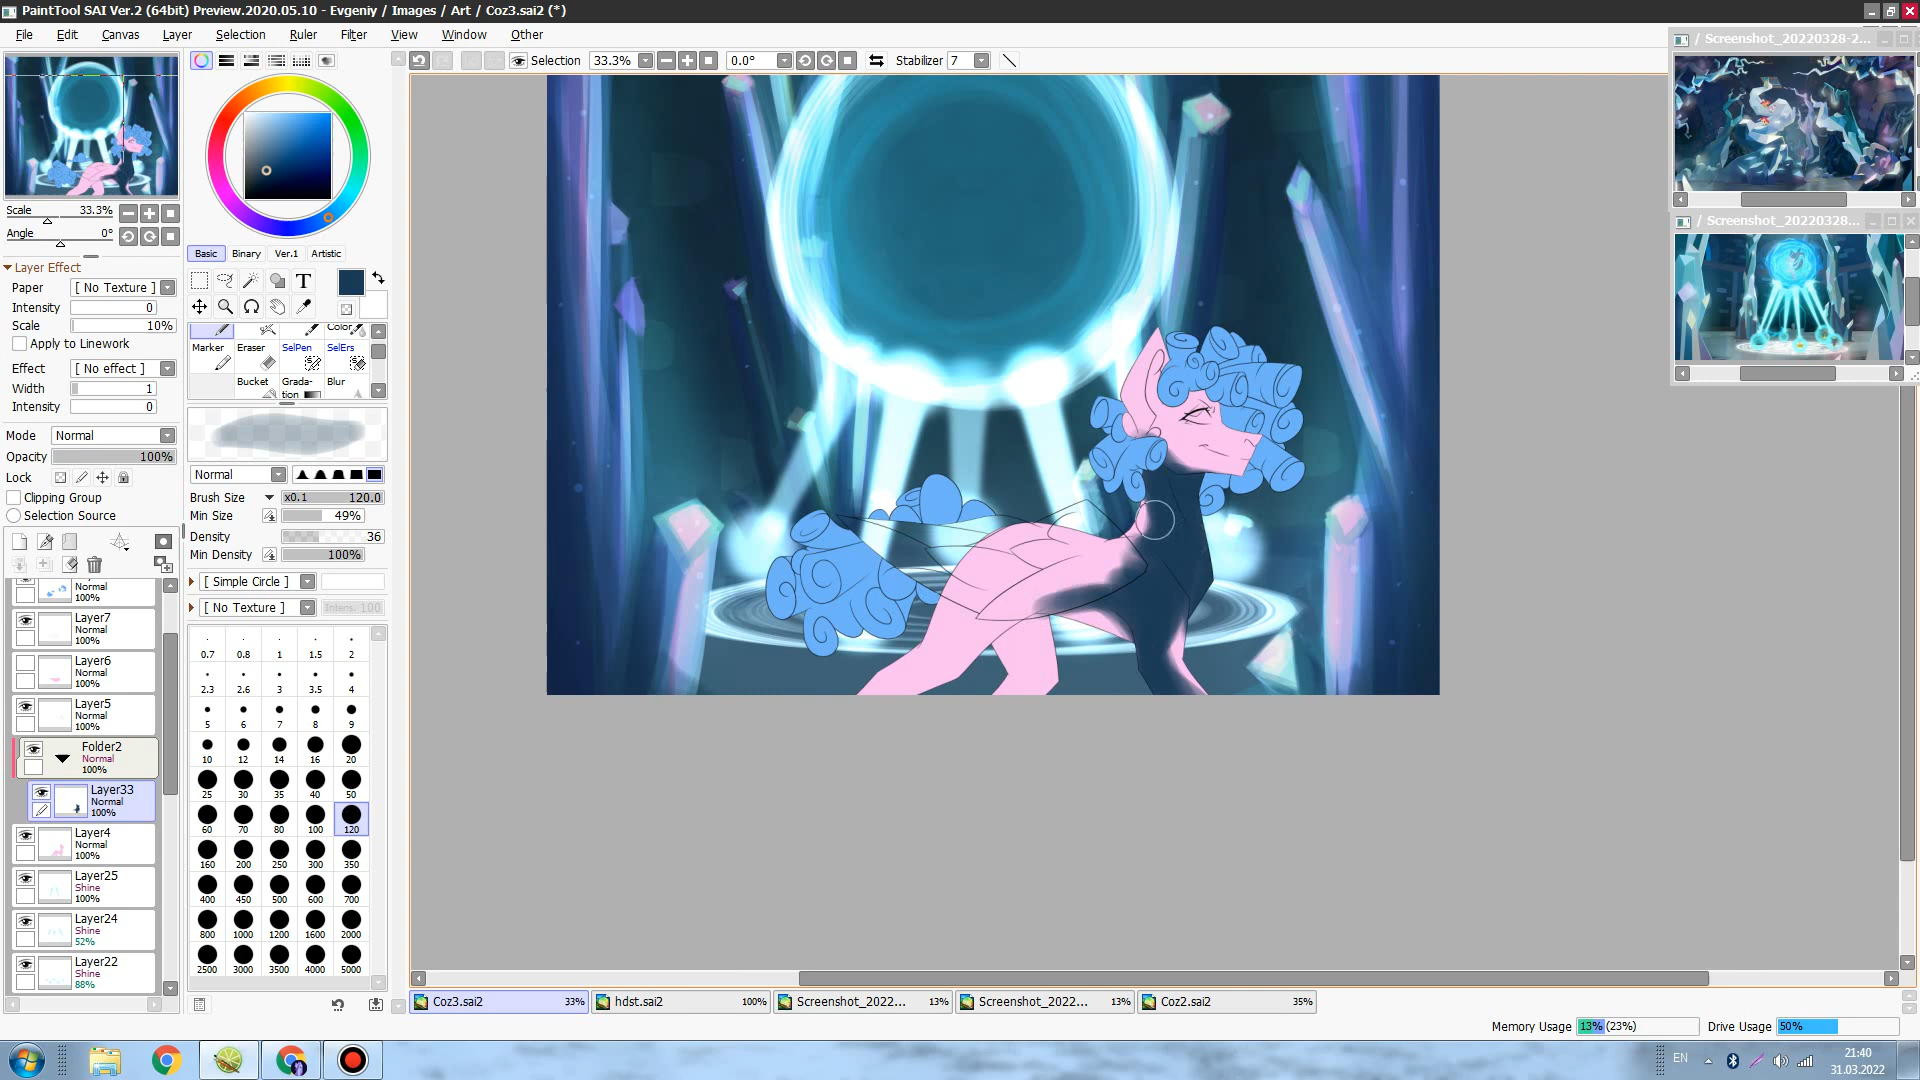 PaintTool SAI Ver.2 (64bit) Preview.2020.05.10 - Evgeniy / Images / Art / Coz3.sai2 (*)
File Edit Canvas Layer Selection Ruler Filter View Window Other
Selection 33.3% 0.0° Stabilizer 7
/ Screenshot_20220328-2...
/ Screenshot_20220328...
Scale 33.3%
Angle 0°
Layer Effect
Paper [ No Texture ]
Intensity 0
Scale 10%
Apply to Linework
Effect [ No effect ]
Width 1
Intensity 0
Mode Normal
Opacity 100%
Lock
Clipping Group
Selection Source
Normal
100%
Layer7
Normal
100%
Layer6
Normal
100%
Layer5
Normal
100%
Folder2
Normal
100%
Layer33
Normal
100%
Layer4
Normal
100%
Layer25
Shine
100%
Layer24
Shine
52%
Layer22
Shine
88%
Basic Binary Ver.1 Artistic
T
Color
Marker Eraser SelPen SelErs
Bucket Grada-tion Blur
Normal
Brush Size x0.1 120.0
Min Size 49%
Density 36
Min Density 100%
[ Simple Circle ]
[ No Texture ] Intens. 100
0.7 0.8 1 1.5 2
2.3 2.6 3 3.5 4
5 6 7 8 9
10 12 14 16 20
25 30 35 40 50
60 70 80 100 120
160 200 250 300 350
400 450 500 600 700
800 1000 1200 1600 2000
2500 3000 3500 4000 5000
Coz3.sai2 33% hdst.sai2 100% Screenshot_2022... 13% Screenshot_2022... 13% Coz2.sai2 35%
Memory Usage 13% (23%) Drive Usage 50%
EN
21:40
31.03.2022